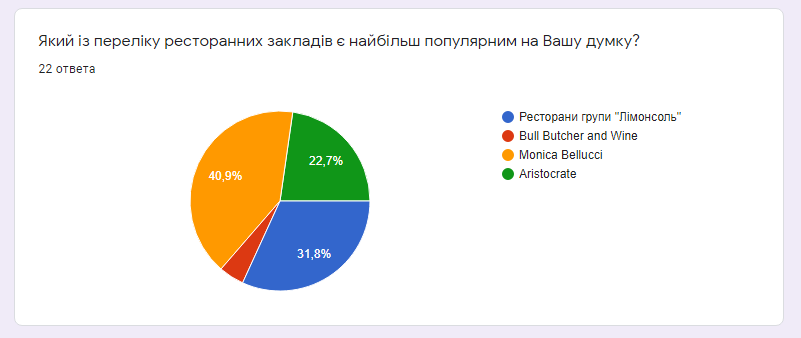 Який із переліку ресторанних закладів є найбільш популярним на Вашу думку?
22 ответа
Ресторани групи "Лімонсоль"
Bull Butcher and Wine
Monica Bellucci
Aristocrate
22,7%
40,9%
31,8%